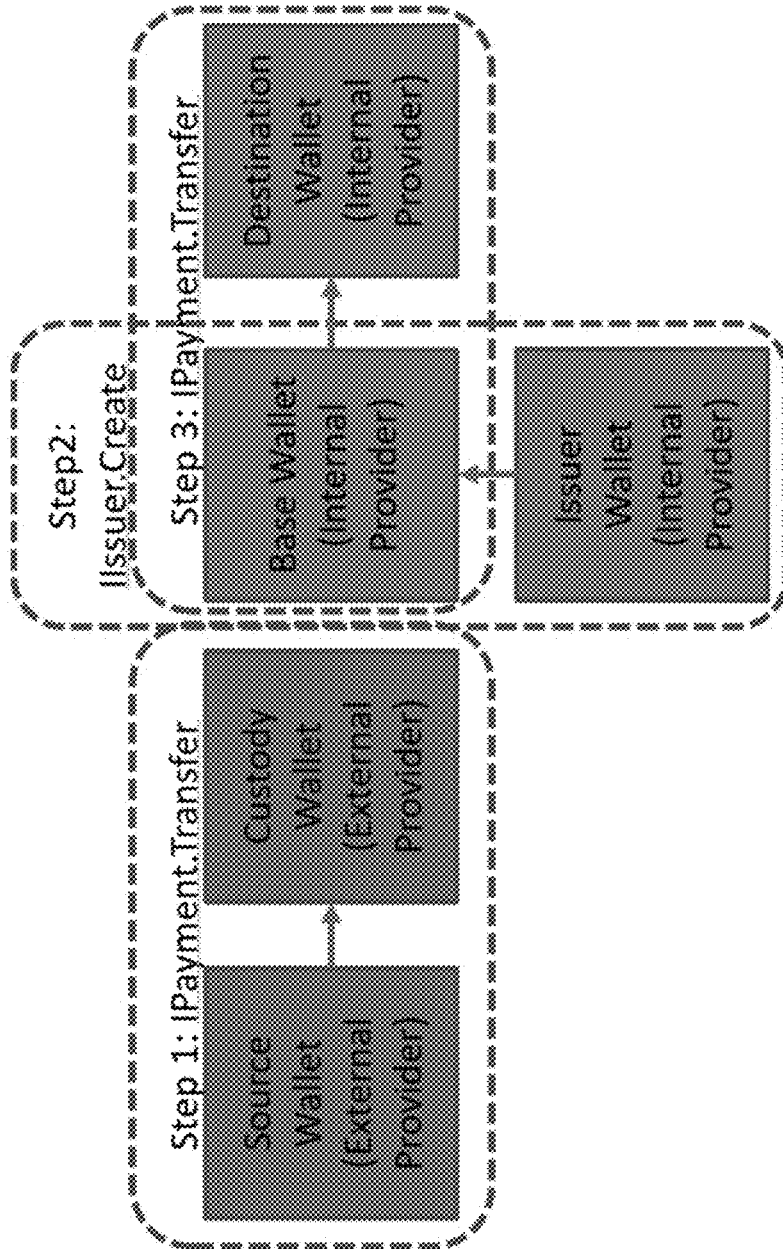 Step 1: IPayment.Transfer
Source
Wallet
(External
Provider)
Custody
Wallet
(External
Provider)
Step2:
IIssuer.Create
Step 3: IPayment.Transfer
Base Wallet
(Internal
Provider)
Destination
Wallet
(Internal
Provider)
Issuer
Wallet
(Internal
Provider)